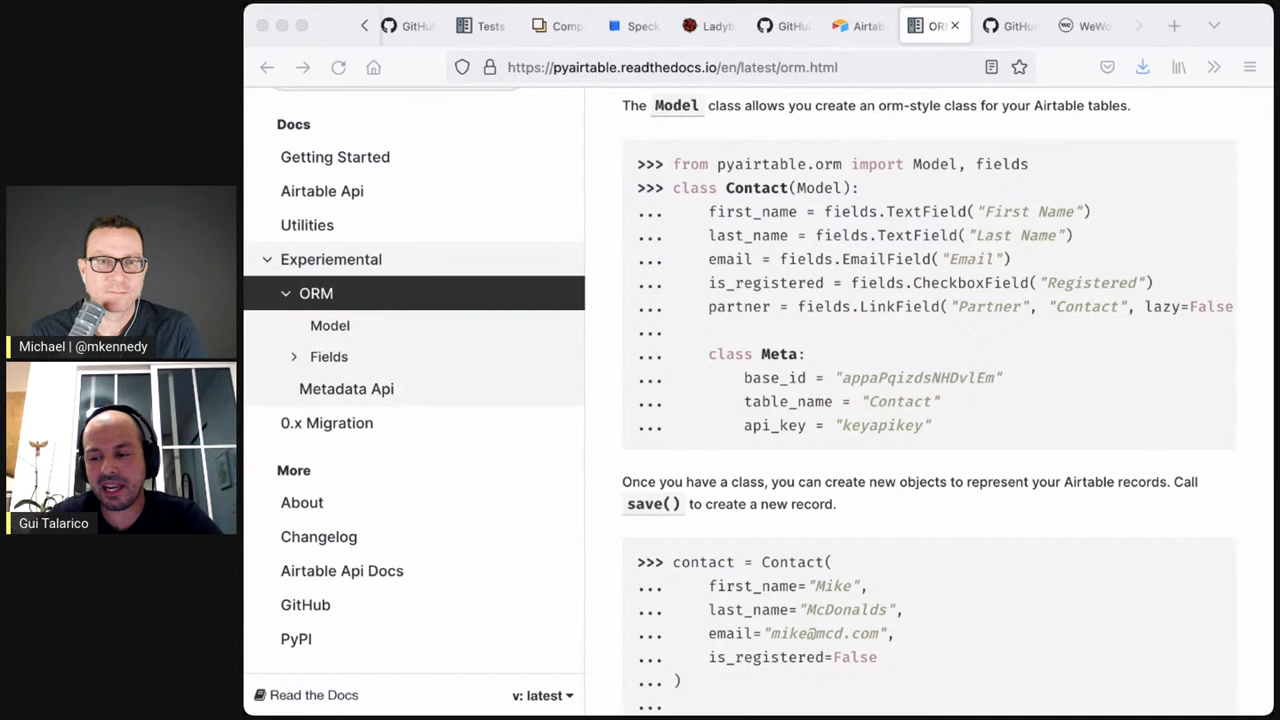 GitHu
Tests
Comp
Speck
Ladyb
GitHu
Airtab
OR
GitHu
WeWo
https://pyairtable.readthedocs.io/en/latest/orm.html
Docs
Getting Started
Airtable Api
Utilities
Experiemental
ORM
Model
Fields
Metadata Api
0.x Migration
More
About
Changelog
Airtable Api Docs
GitHub
PyPI
Read the Docs
v: latest
The Model class allows you create an orm-style class for your Airtable tables.
>>> from pyairtable.orm import Model, fields
>>> class Contact(Model):
... first_name = fields.TextField("First Name")
... last_name = fields.TextField("Last Name")
... email = fields.EmailField("Email")
... is_registered = fields.CheckboxField("Registered")
... partner = fields.LinkField("Partner", "Contact", lazy=False
...
... class Meta:
... base_id = "appaPqizdsNHDvlEm"
... table_name = "Contact"
... api_key = "keyapikey"
Once you have a class, you can create new objects to represent your Airtable records. Call
save() to create a new record.
>>> contact = Contact(
... first_name="Mike",
... last_name="McDonalds",
... email="mike@mcd.com",
... is_registered=False
... )
...
Michael | @mkennedy
Gui Talarico